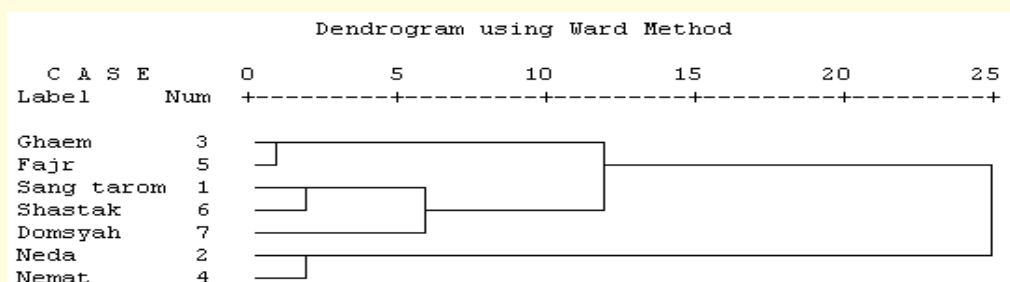 Dendrogram using Ward Method
C A S E 0 5 10 15 20 25
Label Num +---------+---------+---------+---------+---------+
Ghaem 3
Fajr 5
Sang tarom 1
Shastak 6
Domsyah 7
Neda 2
Nemat 4